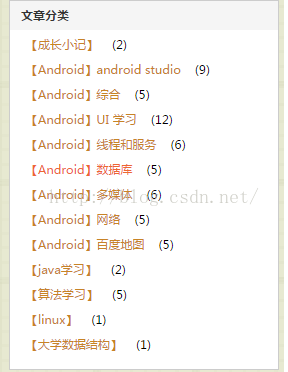 文章分类
【成长小记】 (2)
【Android】android studio (9)
【Android】综合 (5)
【Android】UI 学习 (12)
【Android】线程和服务 (6)
【Android】数据库 (5)
【Android】多媒体 (6)
http://blog.csdn.net/
【Android】网络 (5)
【Android】百度地图 (5)
【java学习】 (2)
【算法学习】 (5)
【linux】 (1)
【大学数据结构】 (1)